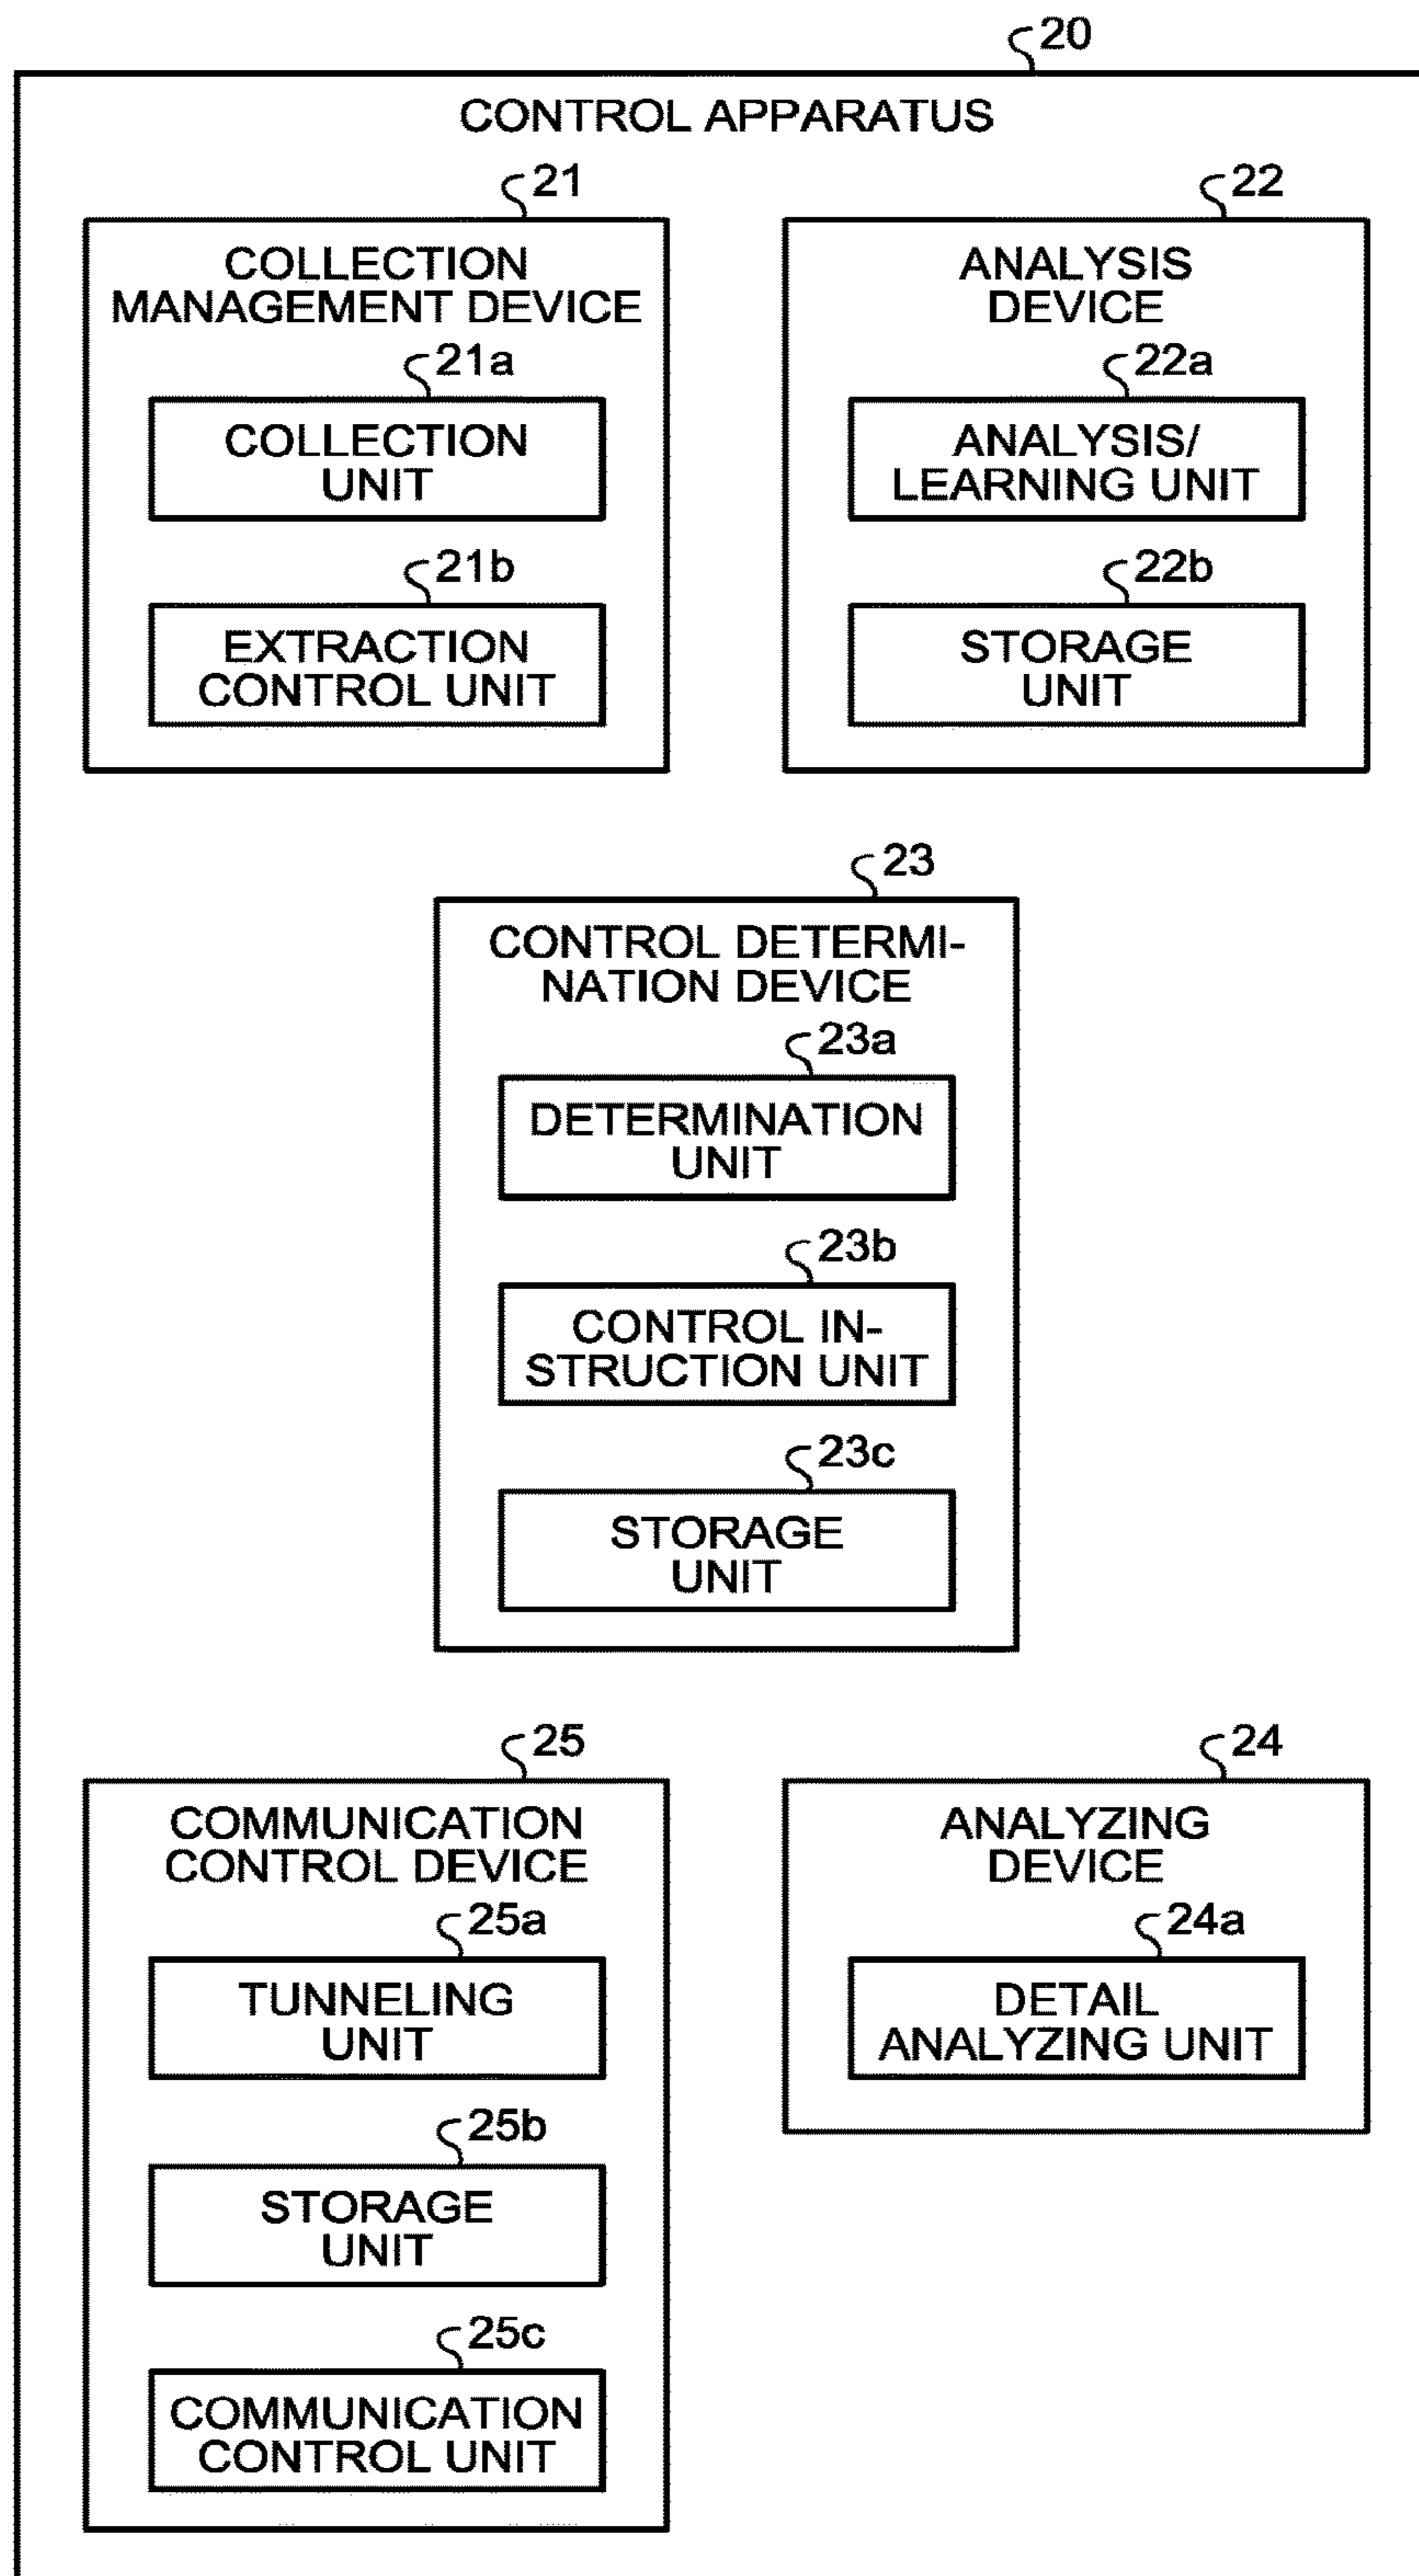 20
CONTROL APPARATUS
21
COLLECTION
MANAGEMENT DEVICE
21a
COLLECTION
UNIT
21b
EXTRACTION
CONTROL UNIT
22
ANALYSIS
DEVICE
22a
ANALYSIS/
LEARNING UNIT
22b
STORAGE
UNIT
23
CONTROL DETERMI-
NATION DEVICE
23a
DETERMINATION
UNIT
23b
CONTROL IN-
STRUCTION UNIT
23c
STORAGE
UNIT
25
COMMUNICATION
CONTROL DEVICE
25a
TUNNELING
UNIT
25b
STORAGE
UNIT
25c
COMMUNICATION
CONTROL UNIT
24
ANALYZING
DEVICE
24a
DETAIL
ANALYZING UNIT